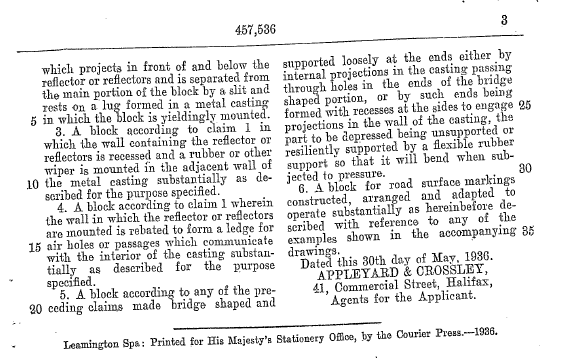 457,536
3
which projects in front of and below the
reflector or reflectors and is separated from
the main portion of the block by a slit and
rests on a lug formed in a metal casting
5 in which the block is yieldingly mounted.
3. A block according to claim 1 in
which the wall containing the reflector or
reflectors is recessed and a rubber or other
wiper is mounted in the adjacent wall of
10 the metal casting substantially as de-
scribed for the purpose specified.
4. A block according to claim 1 wherein
the wall in which the reflector or reflectors
are mounted is rebated to form a ledge for
15 air holes or passages which communicate
with the interior of the casting substan-
tially as described for the purpose
specified.
5. A block according to any of the pre-
20 ceding claims made bridge shaped and
supported loosely at the ends either by
internal projections in the casting passing
through holes in the ends of the bridge
shaped portion, or by such ends being
formed with recesses at the sides to engage 25
projections in the wall of the casting, the
part to be depressed being unsupported or
resiliently supported by a flexible rubber
support so that it will bend when sub-
jected to pressure. 30
6. A block for road surface markings
constructed, arranged and adapted to
operate substantially as hereinbefore de-
scribed with reference to any of the
examples shown in the accompanying 35
drawings.
Dated this 30th day of May, 1936.
APPLEYARD & CROSSLEY,
41, Commercial Street, Halifax,
Agents for the Applicant.
Leamington Spa: Printed for His Majesty's Stationery Office, by the Courier Press.—1936.